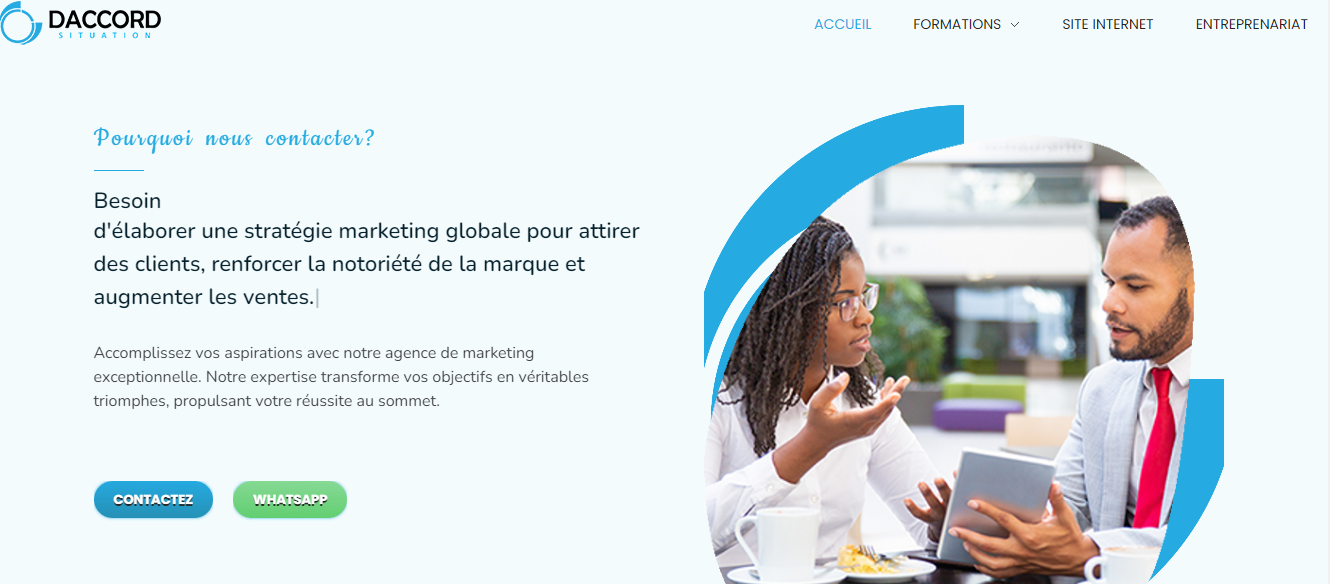 DACCORD
SITUATION
ACCUEIL
FORMATIONS
SITE INTERNET
ENTREPRENARIAT
Pourquoi nous contacter?
Besoin
d'élaborer une stratégie marketing globale pour attirer
des clients, renforcer la notoriété de la marque et
augmenter les ventes.|
Accomplissez vos aspirations avec notre agence de marketing
exceptionnelle. Notre expertise transforme vos objectifs en véritables
triomphes, propulsant votre réussite au sommet.
CONTACTEZ
WHATSAPP